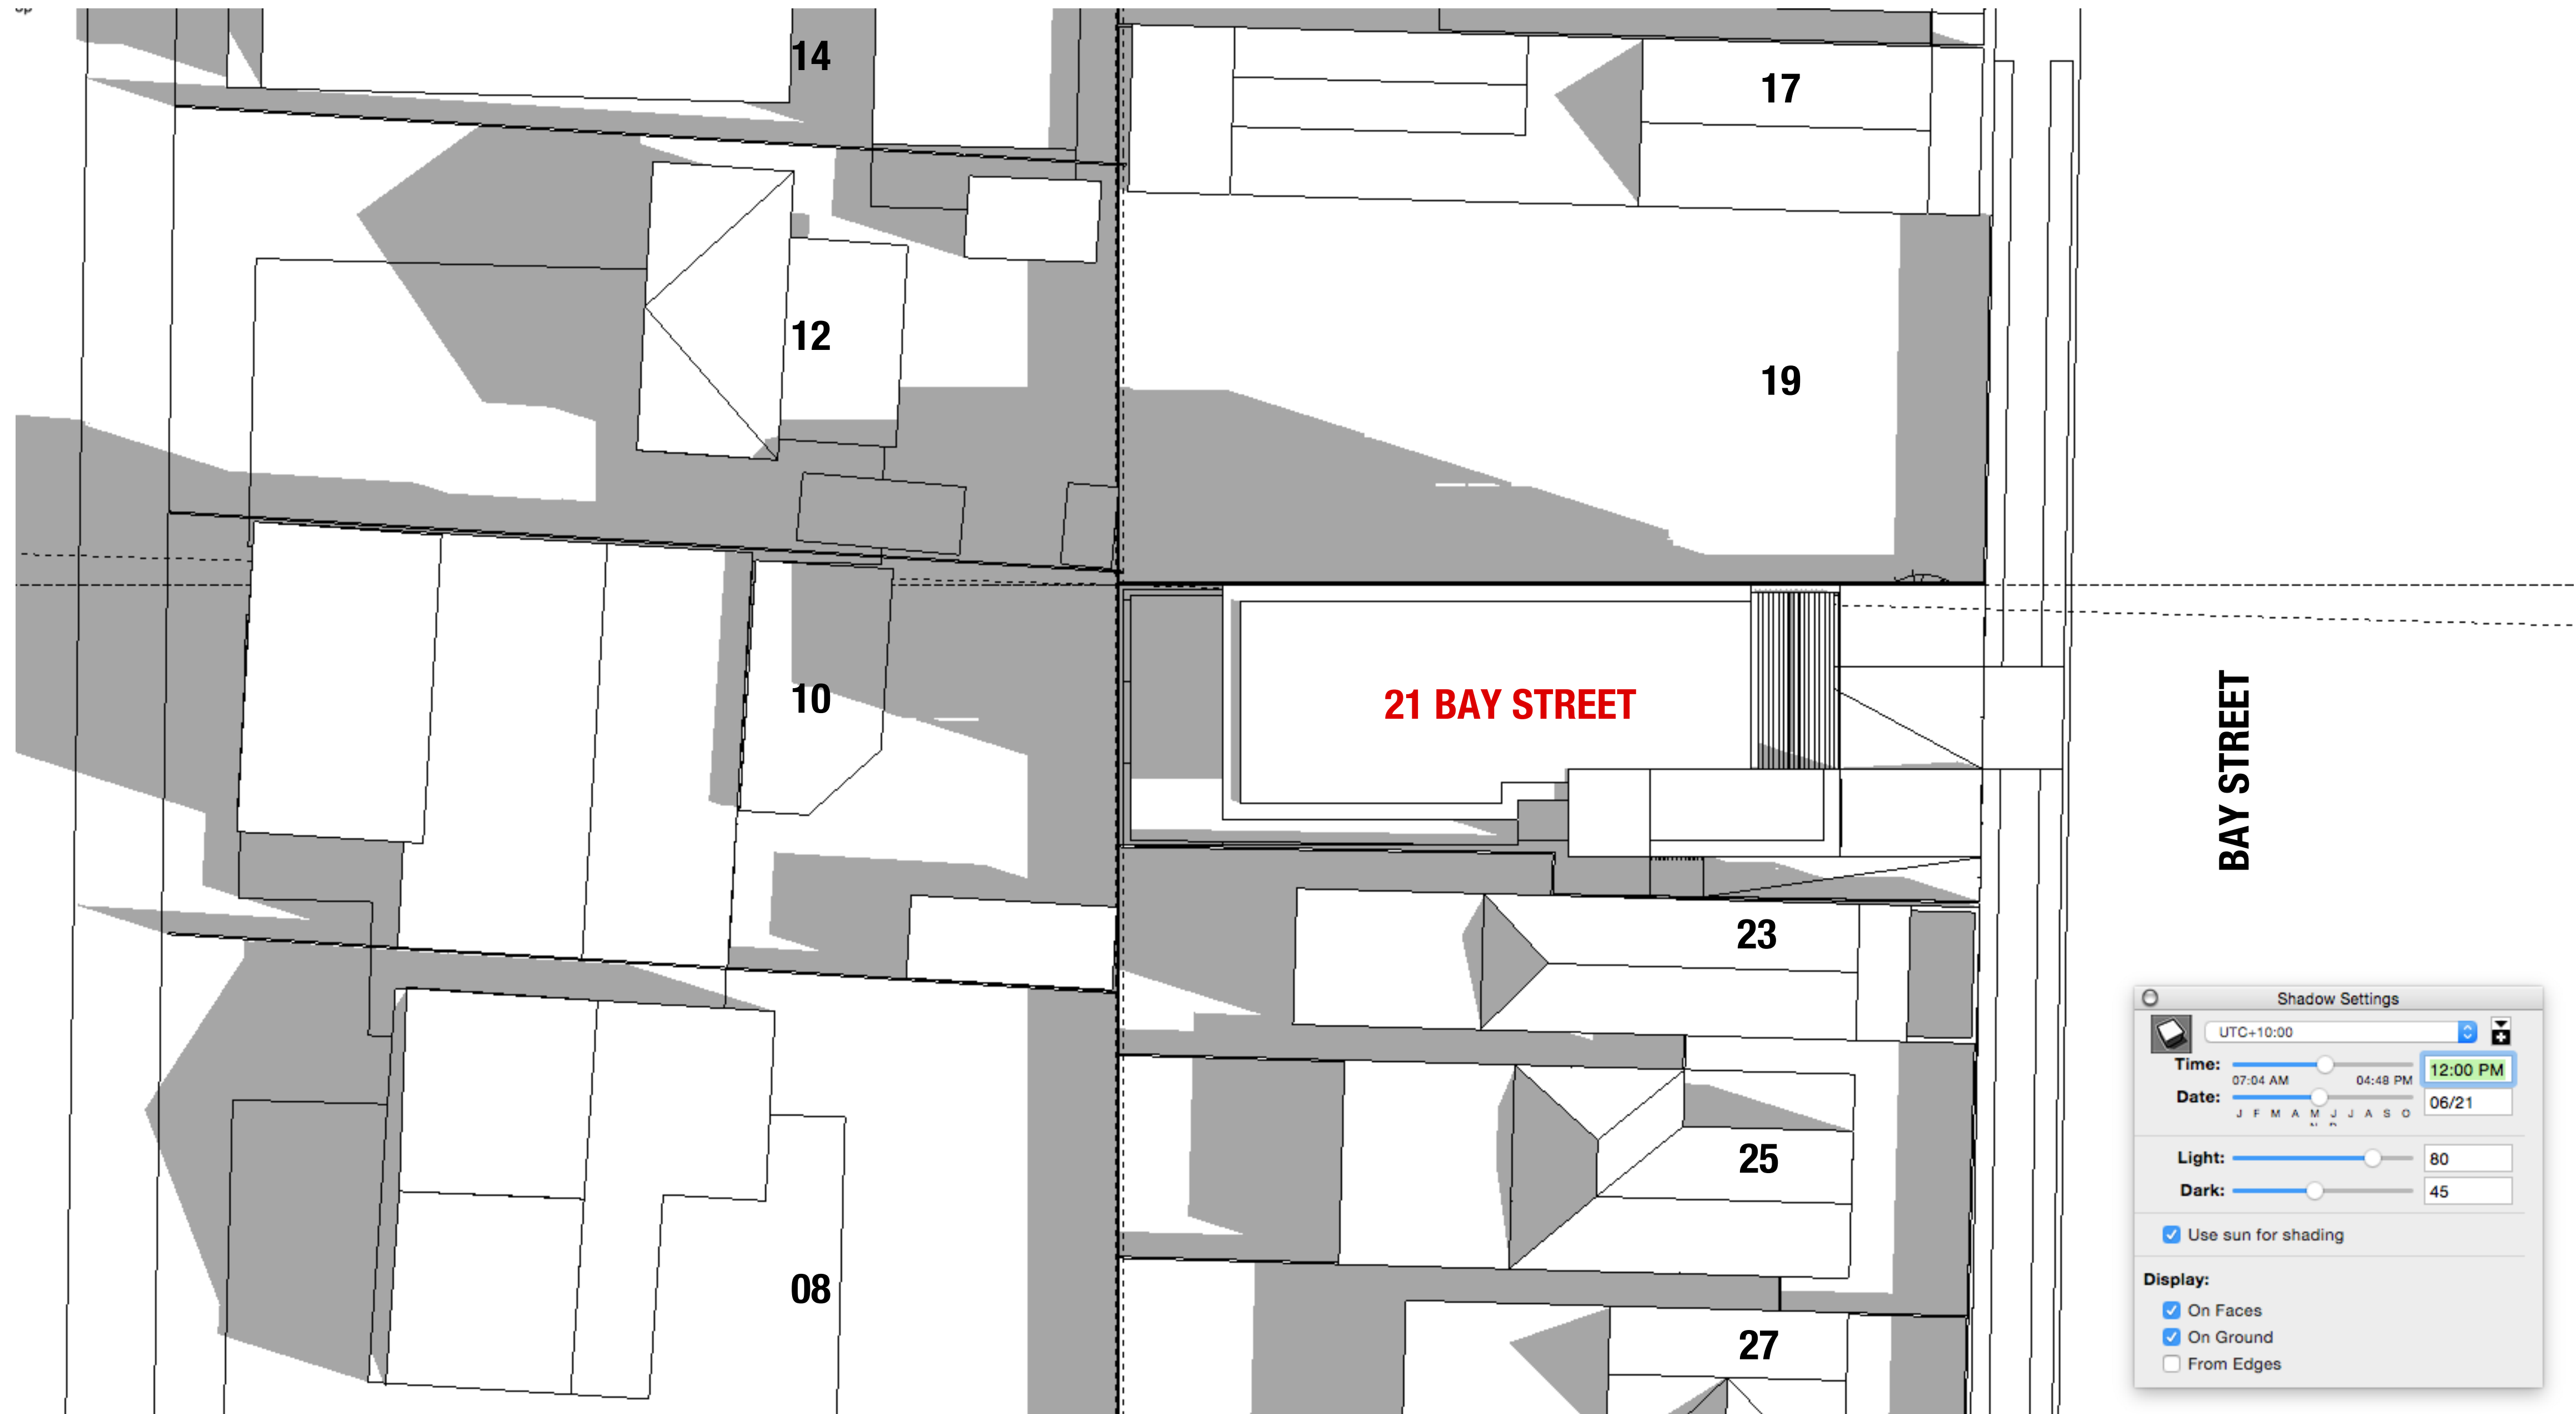 14
17
12
19
10
21 BAY STREET
BAY STREET
23
25
08
27
Shadow Settings
UTC+10:00
Time:
12:00 PM
07:04 AM 04:48 PM
Date:
06/21
J F M A M J J A S O
Light: 80
Dark: 45
Use sun for shading
Display:
On Faces
On Ground
From Edges